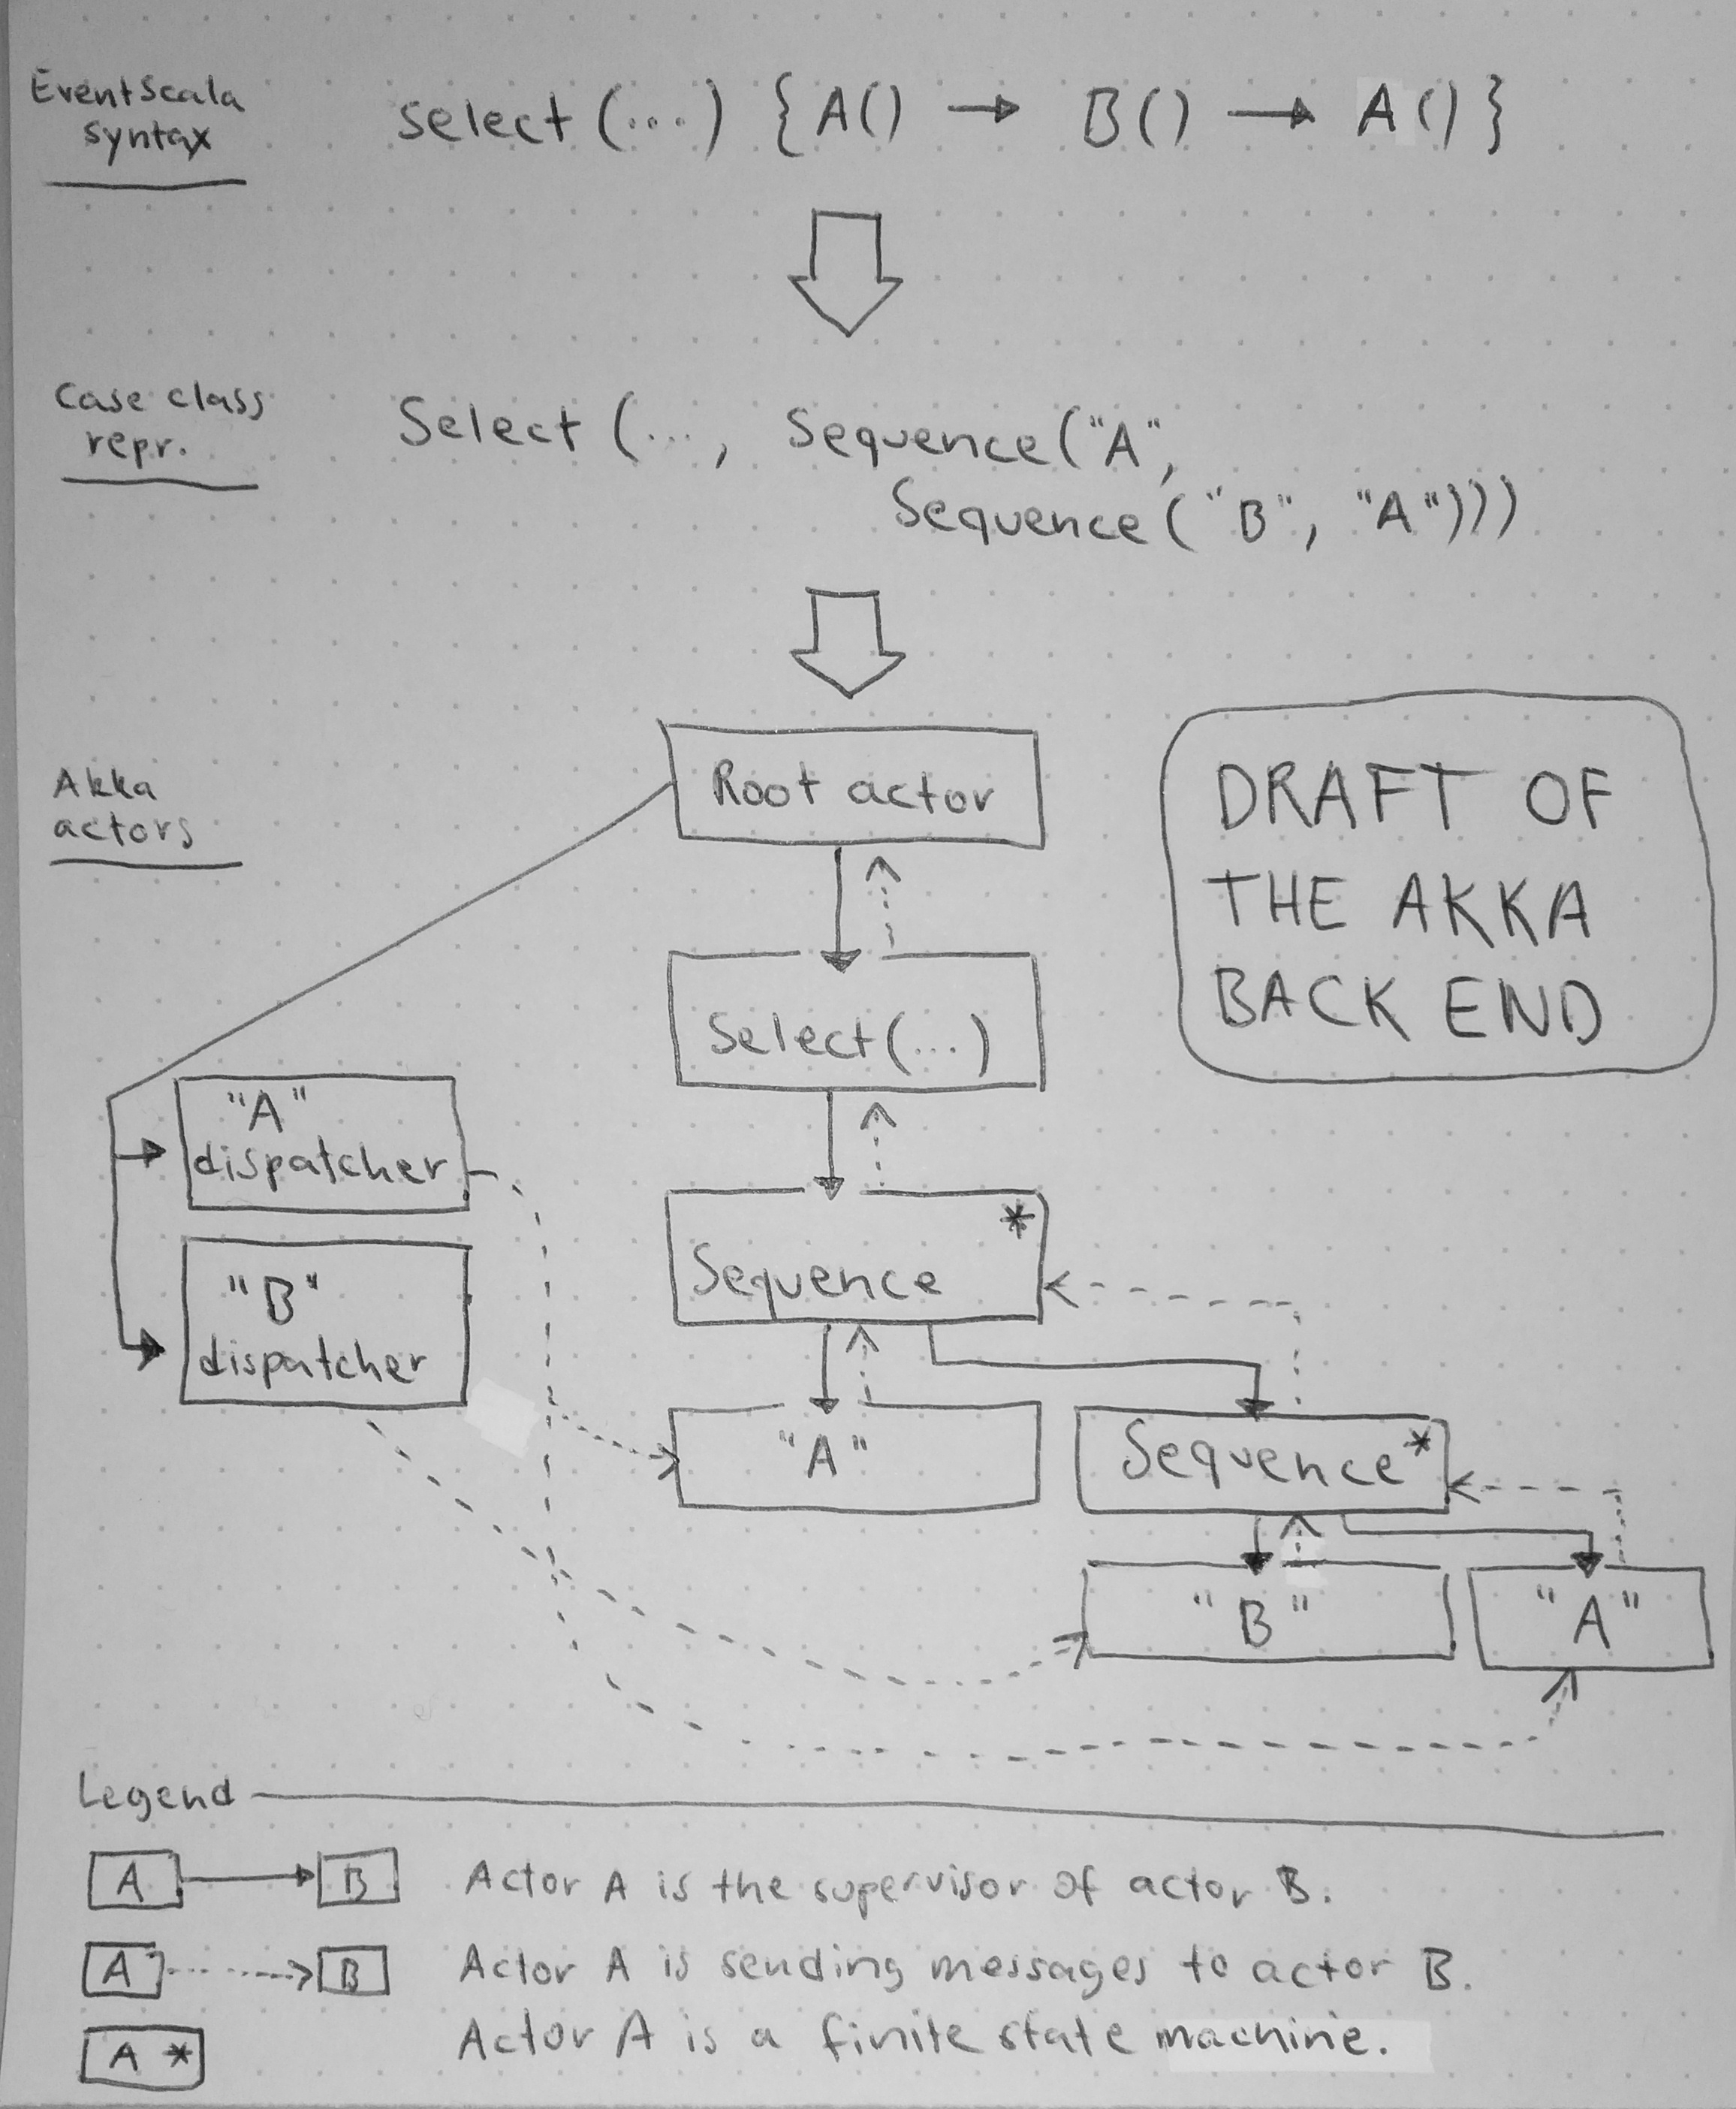 EventScala
syntax
select (...) {A() → B() → A()}
Case class
repr.
Select (..., Sequence("A",
Sequence ("B", "A")))
Akka
actors
Root actor
DRAFT OF
THE AKKA
BACK END
Select (...)
"A"
dispatcher
Sequence *
"B"
dispatcher
"A"
Sequence *
"B"
"A"
Legend
A B Actor A is the supervisor of actor B.
A B Actor A is sending messages to actor B.
A * Actor A is a finite state machine.